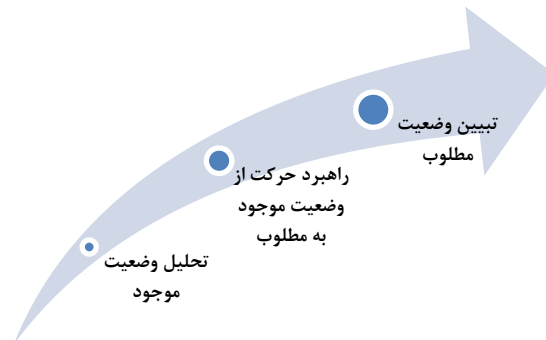 تبیین وضعیت
مطلوب
راهبرد حرکت از
وضعیت موجود
به مطلوب
تحلیل وضعیت
موجود